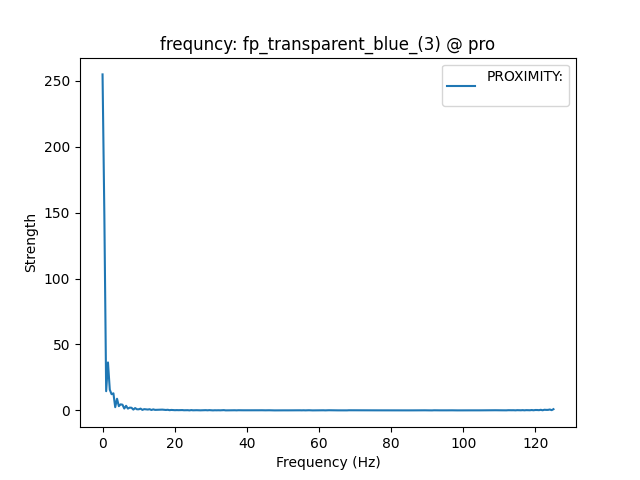 frequncy: fp_transparent_blue_(3) @ pro
PROXIMITY:
250
200
150
100
50
0
Strength
0 20 40 60 80 100 120
Frequency (Hz)